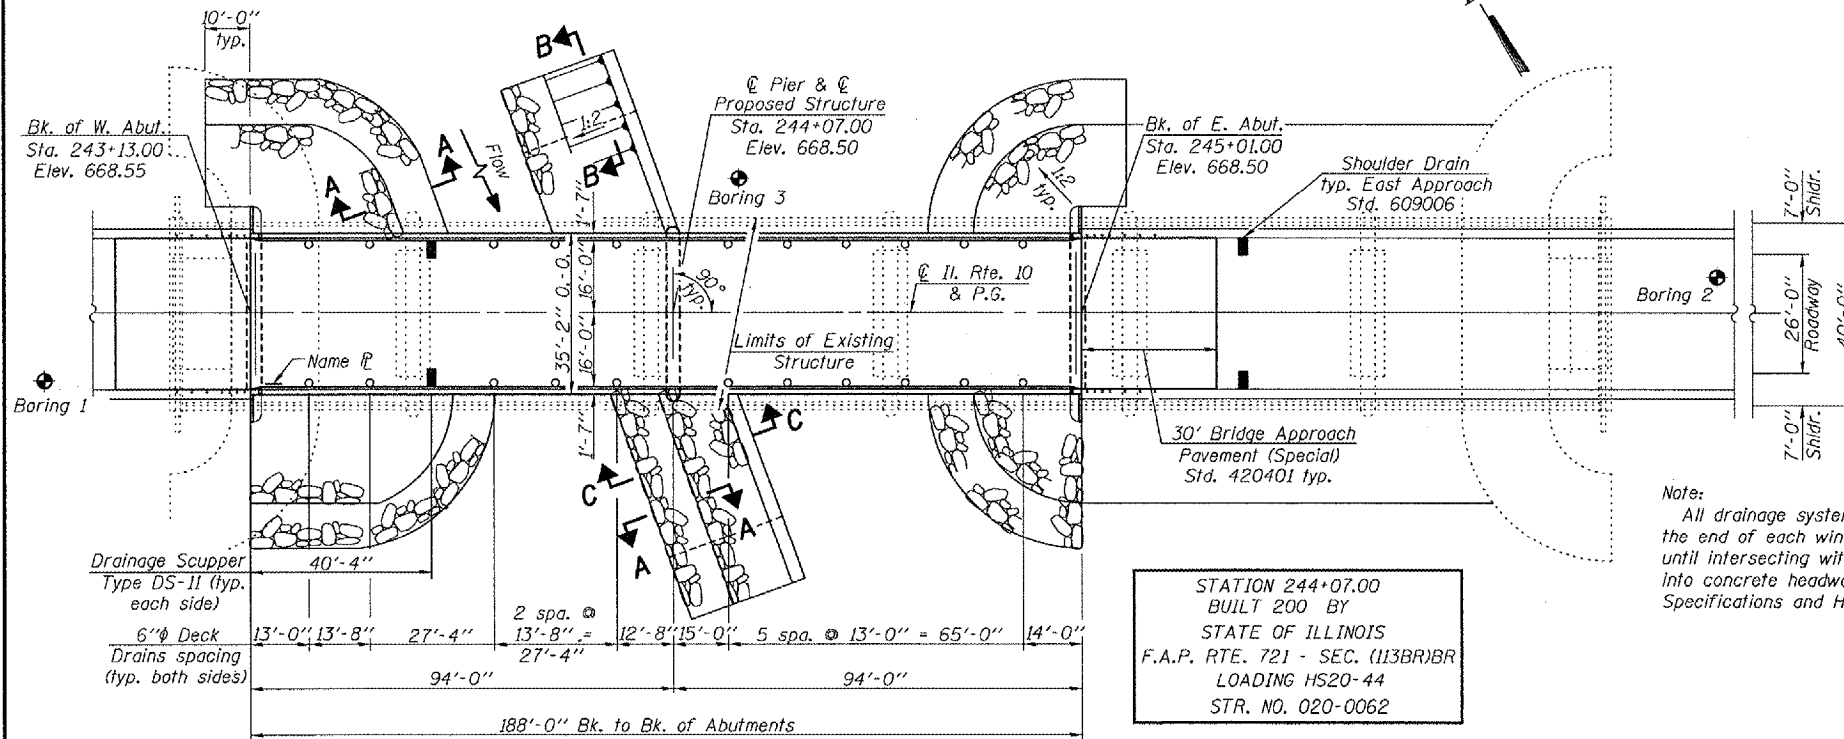 10'-0"
typ.
Bk. of W. Abut.
Sta. 243+13.00
Elev. 668.55
A
A
Flow
B
B
1:2
℄ Pier & ℄
Proposed Structure
Sta. 244+07.00
Elev. 668.50
Boring 3
Bk. of E. Abut.
Sta. 245+01.00
Elev. 668.50
1:2
typ.
Shoulder Drain
typ. East Approach
Std. 609006
7'-0"
Shldr.
1'-7"
35'-2" O.-O.
16'-0"
16'-0"
1'-7"
90°
typ.
℄ Il. Rte. 10
& P.G.
Boring 2
26'-0"
Roadway
40'-0"
Name ℙL
Limits of Existing
Structure
Boring 1
C
C
A
A
30' Bridge Approach
Pavement (Special)
Std. 420401 typ.
7'-0"
Shldr.
Note:
All drainage system
the end of each win
until intersecting wit
into concrete headwa
Specifications and H
Drainage Scupper
Type DS-11 (typ.
each side)
40'-4"
6"ϕ Deck
Drains spacing
(typ. both sides)
13'-0"
13'-8"
27'-4"
2 spa. @
13'-8" =
27'-4"
12'-8"
15'-0"
5 spa. @ 13'-0" = 65'-0"
14'-0"
94'-0"
94'-0"
188'-0" Bk. to Bk. of Abutments
STATION 244+07.00
BUILT 200 BY
STATE OF ILLINOIS
F.A.P. RTE. 721 - SEC. (113BR)BR
LOADING HS20-44
STR. NO. 020-0062